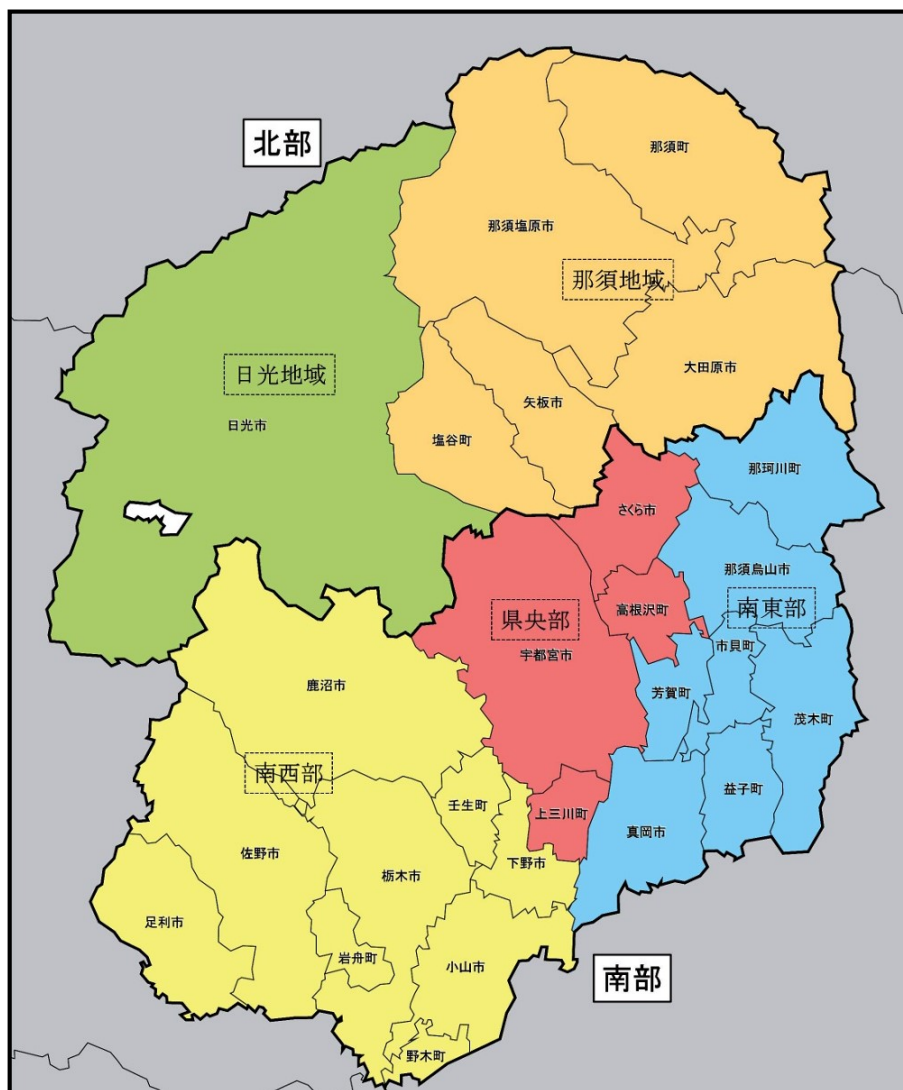 北部
那須町
那須塩原市
那須地域
大田原市
日光地域
日光市
矢板市
塩谷町
那珂川町
さくら市
那須烏山市
高根沢町
南東部
県央部
宇都宮市
市貝町
鹿沼市
芳賀町
茂木町
南西部
壬生町
上三川町
益子町
真岡市
佐野市
下野市
栃木市
足利市
岩舟町
小山市
南部
野木町